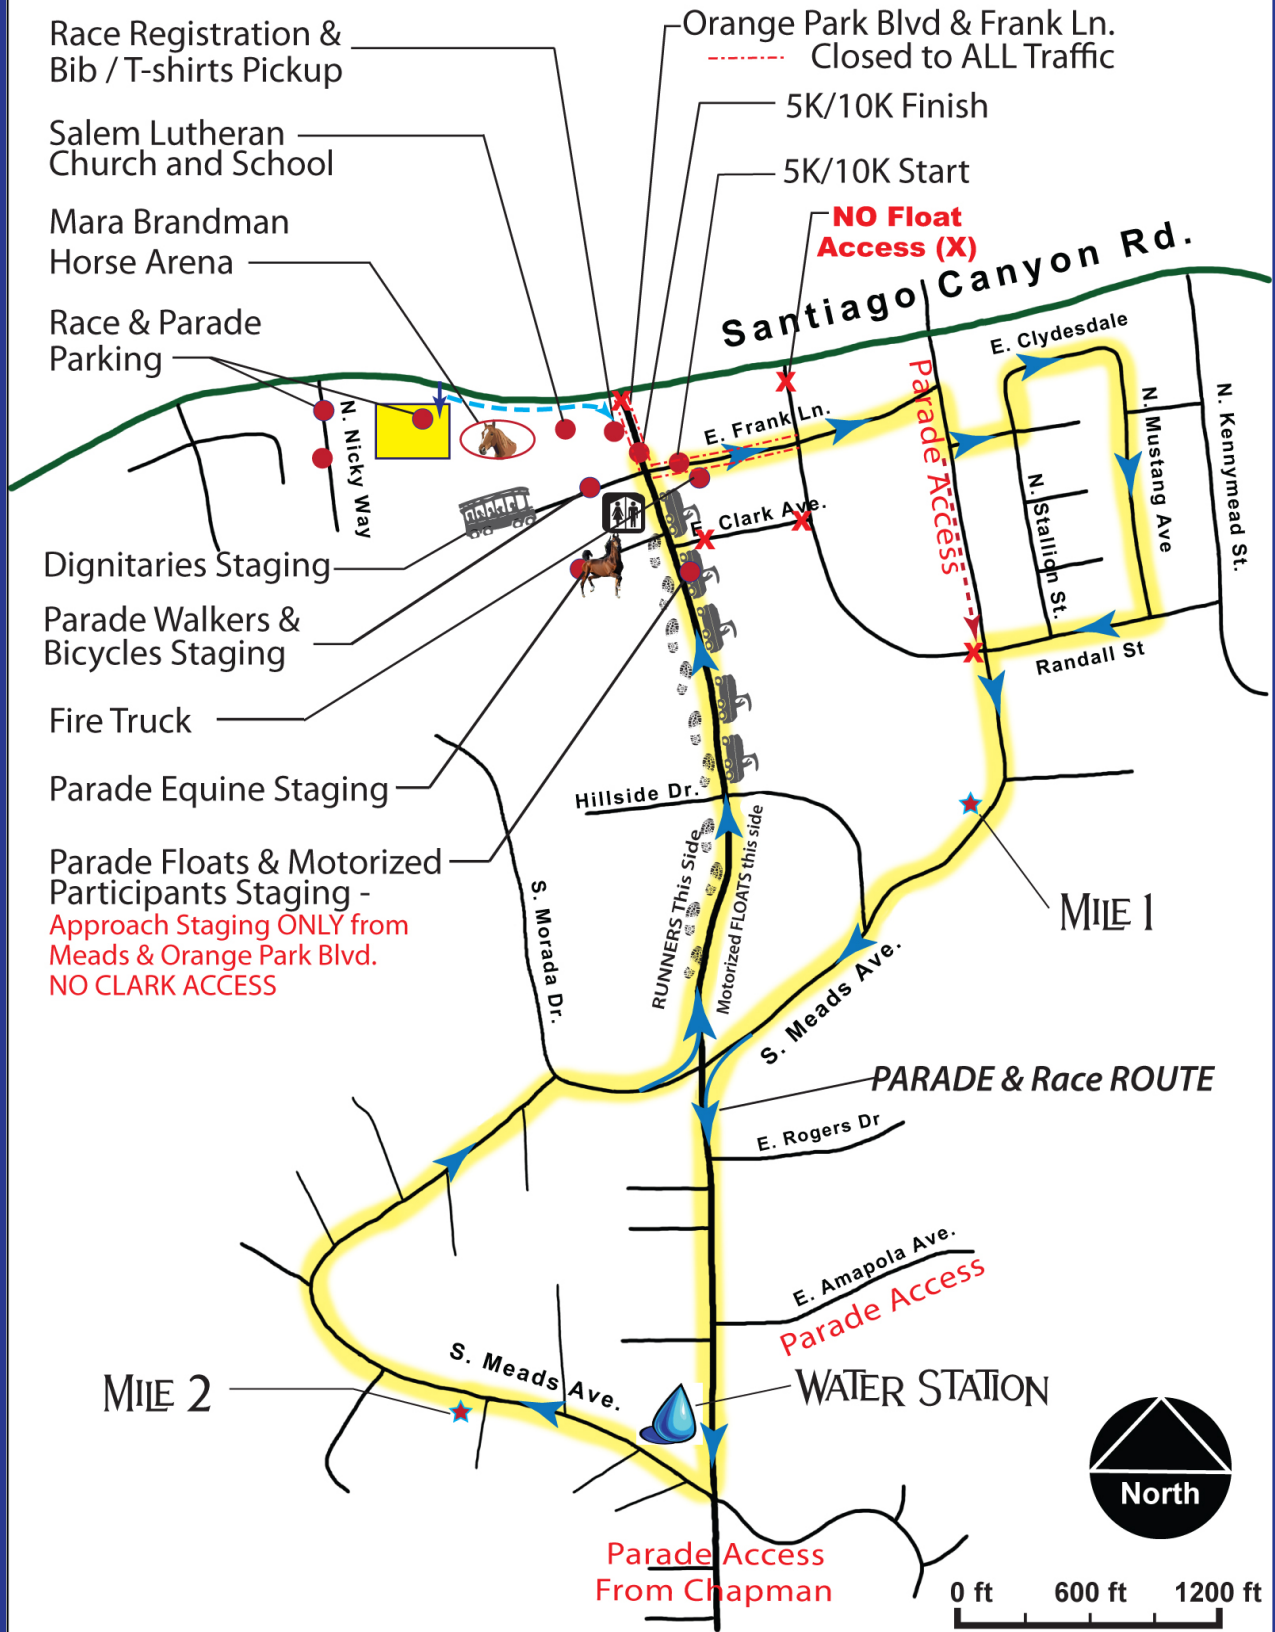 Race Registration &
Bib / T-shirts Pickup
Orange Park Blvd & Frank Ln.
Closed to ALL Traffic
5K/10K Finish
Salem Lutheran
Church and School
5K/10K Start
Mara Brandman
Horse Arena
NO Float
Access (X)
Santiago Canyon Rd.
Race & Parade
Parking
E. Clydesdale
N. Nicky Way
E. Frank Ln.
Parade Access
N. Mustang Ave
N. Kennymead St.
N. Stallion St.
E. Clark Ave.
X
X
X
X
X
Dignitaries Staging
Parade Walkers &
Bicycles Staging
Randall St
Fire Truck
Parade Equine Staging
Hillside Dr.
Parade Floats & Motorized
Participants Staging -
Approach Staging ONLY from
Meads & Orange Park Blvd.
NO CLARK ACCESS
S. Morada Dr.
RUNNERS This Side
Motorized FLOATS this side
MILE 1
S. Meads Ave.
PARADE & Race ROUTE
E. Rogers Dr
E. Amapola Ave.
Parade Access
S. Meads Ave.
MILE 2
WATER STATION
North
Parade Access
From Chapman
0 ft 600 ft 1200 ft